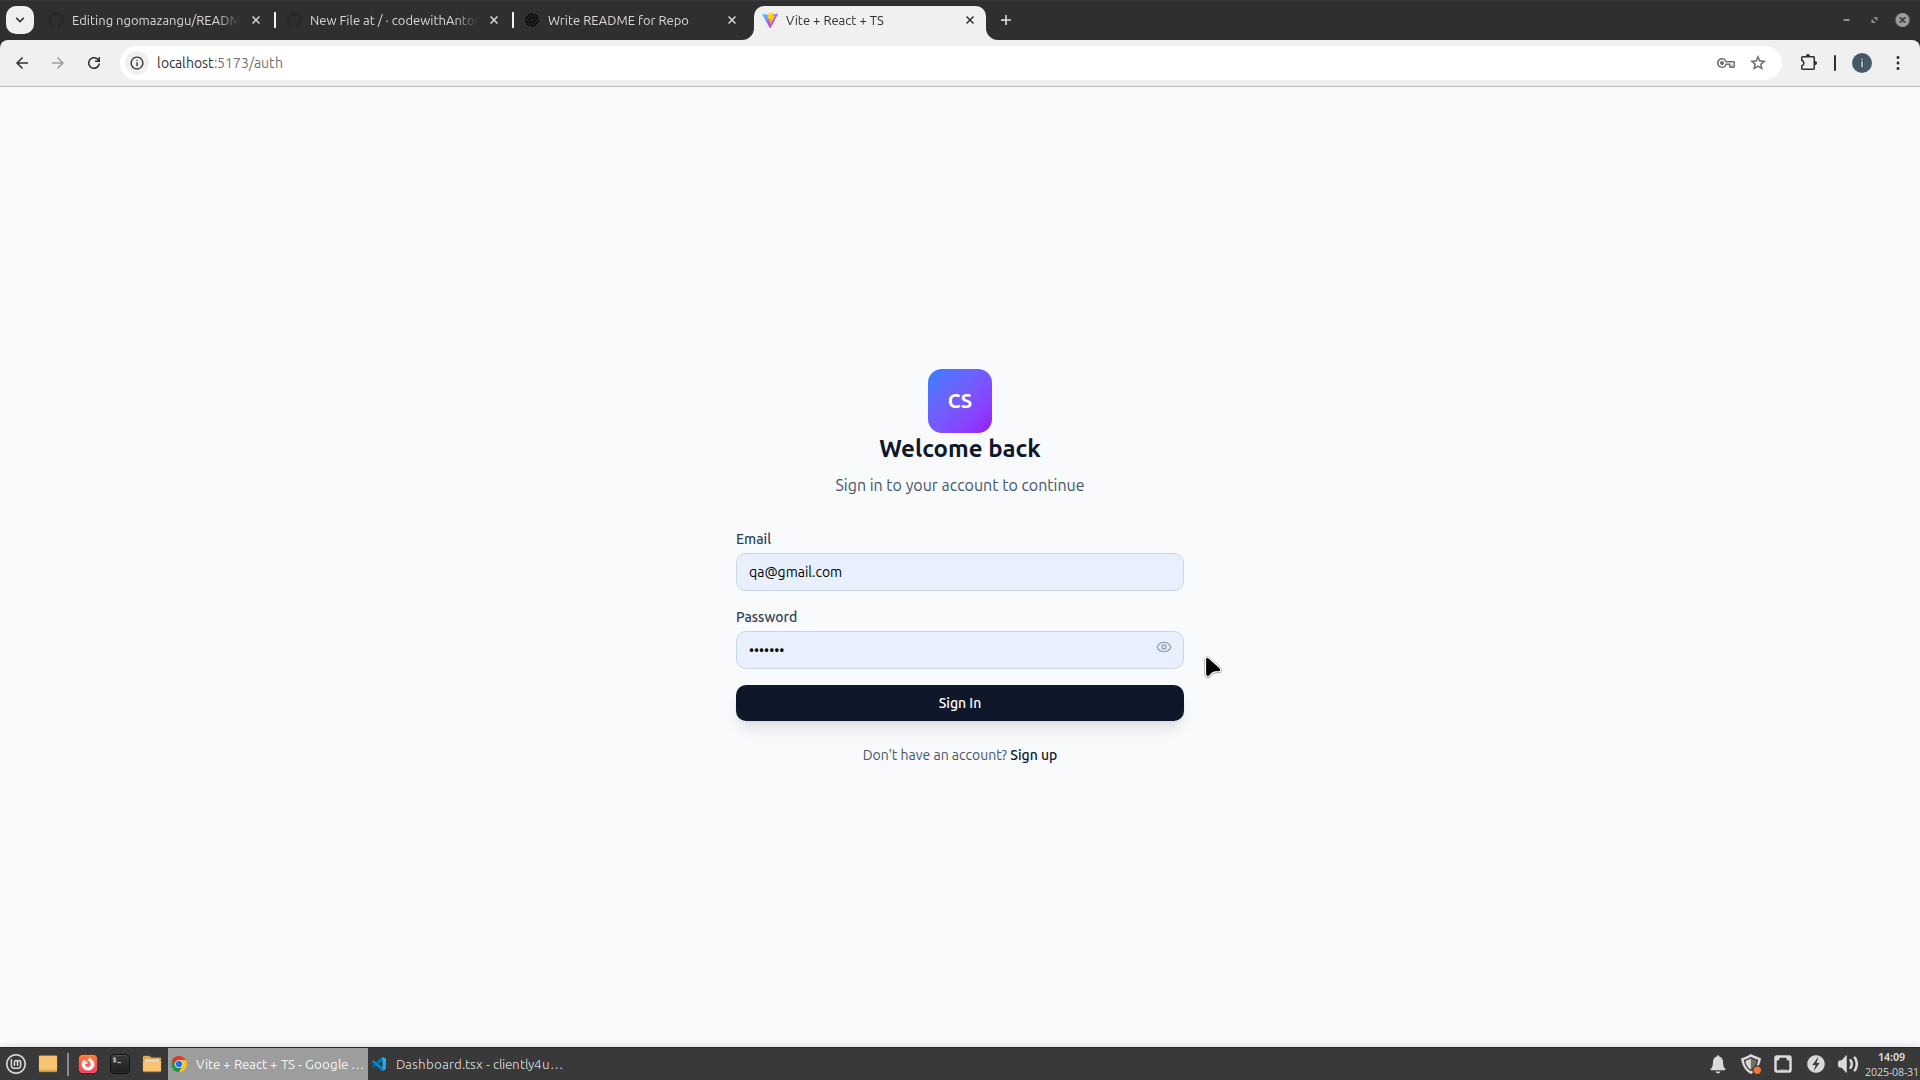 Editing ngomazangu/READM
New File at / · codewithAnto
Write README for Repo
Vite + React + TS
localhost:5173/auth
i
CS
Welcome back
Sign in to your account to continue
Email
qa@gmail.com
Password
•••••••
Sign In
Don't have an account? Sign up
Vite + React + TS - Google ...
Dashboard.tsx - cliently4u...
14:09
2025-08-31